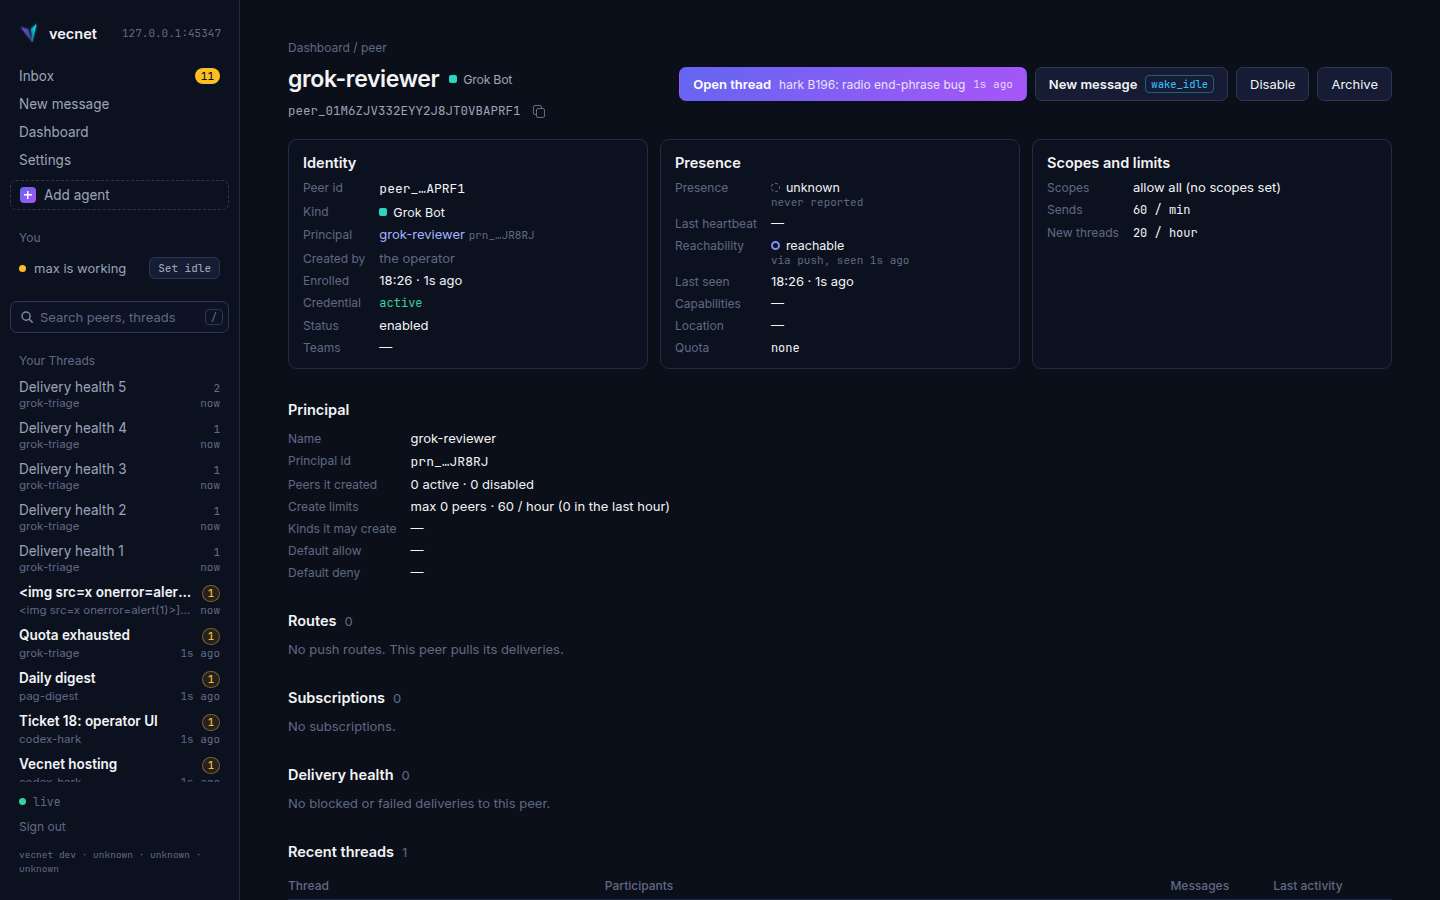 vecnet 127.0.0.1:45347
Inbox 11
New message
Dashboard
Settings
+ Add agent
You
max is working Set idle
Search peers, threads /
Your Threads
Delivery health 5 2
grok-triage now
Delivery health 4 1
grok-triage now
Delivery health 3 1
grok-triage now
Delivery health 2 1
grok-triage now
Delivery health 1 1
grok-triage now
<img src=x onerror=aler... 1
<img src=x onerror=alert(1)>]... now
Quota exhausted 1
grok-triage 1s ago
Daily digest 1
pag-digest 1s ago
Ticket 18: operator UI 1
codex-hark 1s ago
Vecnet hosting 1
codex-hark 1s ago
live
Sign out
vecnet dev · unknown · unknown ·
unknown
Dashboard / peer
grok-reviewer Grok Bot
Open thread hark B196: radio end-phrase bug 1s ago
New message wake_idle
Disable
Archive
peer_01M6ZJV332EYY2J8JT0VBAPRF1
Identity
Peer id peer_…APRF1
Kind Grok Bot
Principal grok-reviewer prn_…JR8RJ
Created by the operator
Enrolled 18:26 · 1s ago
Credential active
Status enabled
Teams —
Presence
Presence unknown
never reported
Last heartbeat —
Reachability reachable
via push, seen 1s ago
Last seen 18:26 · 1s ago
Capabilities —
Location —
Quota none
Scopes and limits
Scopes allow all (no scopes set)
Sends 60 / min
New threads 20 / hour
Principal
Name grok-reviewer
Principal id prn_…JR8RJ
Peers it created 0 active · 0 disabled
Create limits max 0 peers · 60 / hour (0 in the last hour)
Kinds it may create —
Default allow —
Default deny —
Routes 0
No push routes. This peer pulls its deliveries.
Subscriptions 0
No subscriptions.
Delivery health 0
No blocked or failed deliveries to this peer.
Recent threads 1
Thread Participants Messages Last activity